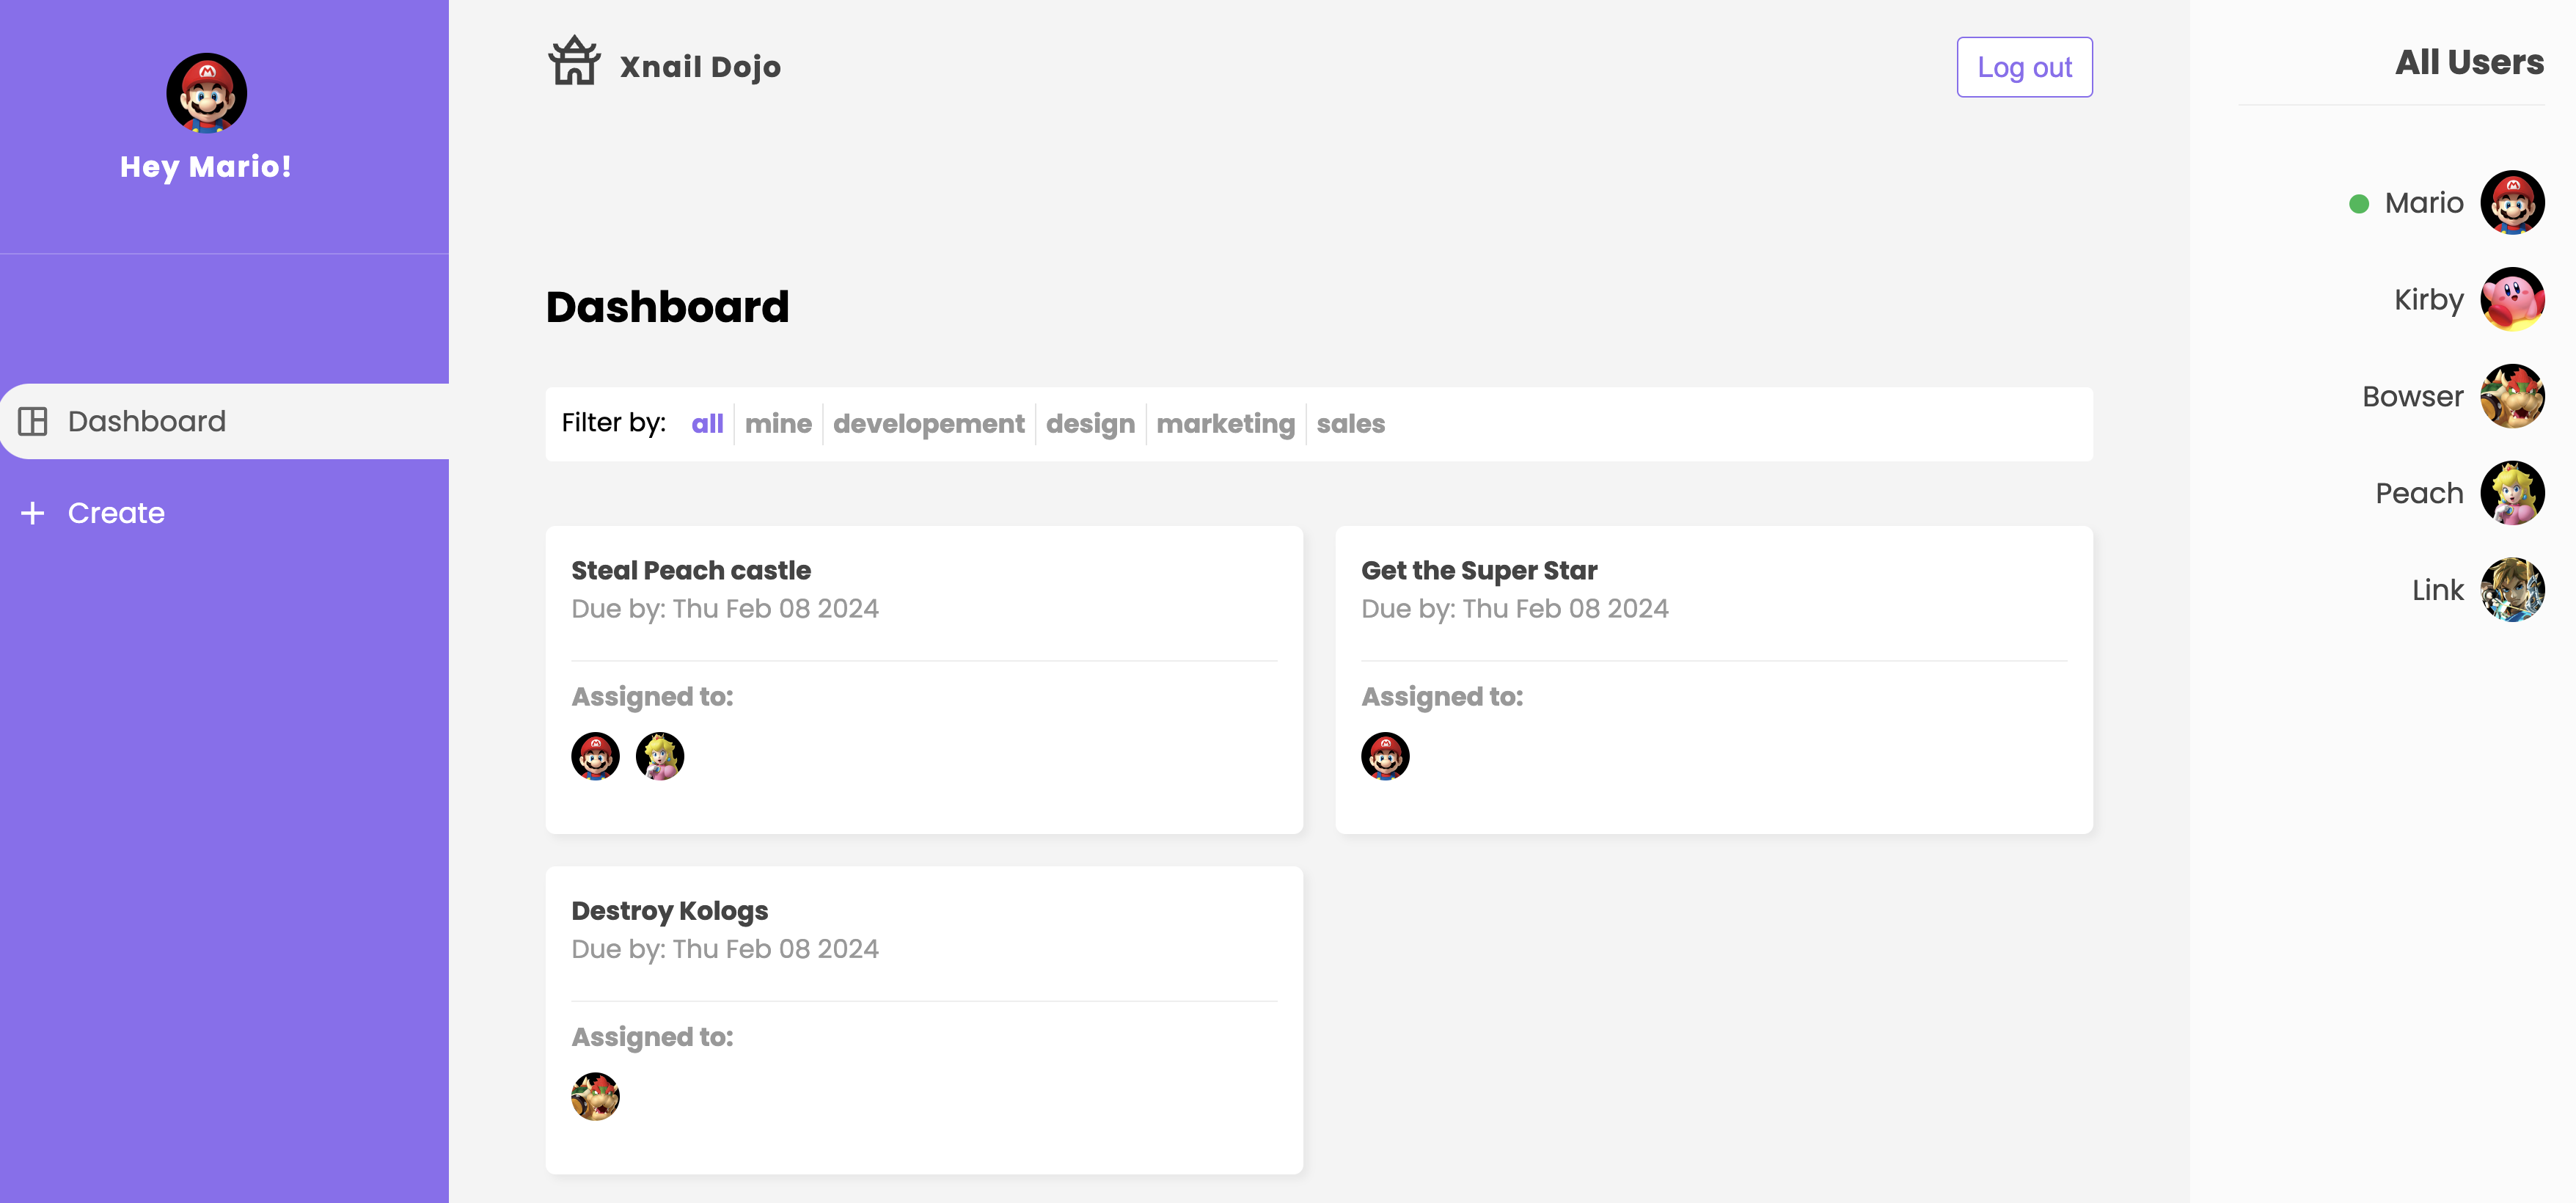 Hey Mario!
Dashboard
Create
Xnail Dojo
Log out
Dashboard
Filter by: all mine developement design marketing sales
Steal Peach castle
Due by: Thu Feb 08 2024
Assigned to:
Get the Super Star
Due by: Thu Feb 08 2024
Assigned to:
Destroy Kologs
Due by: Thu Feb 08 2024
Assigned to:
All Users
Mario
Kirby
Bowser
Peach
Link